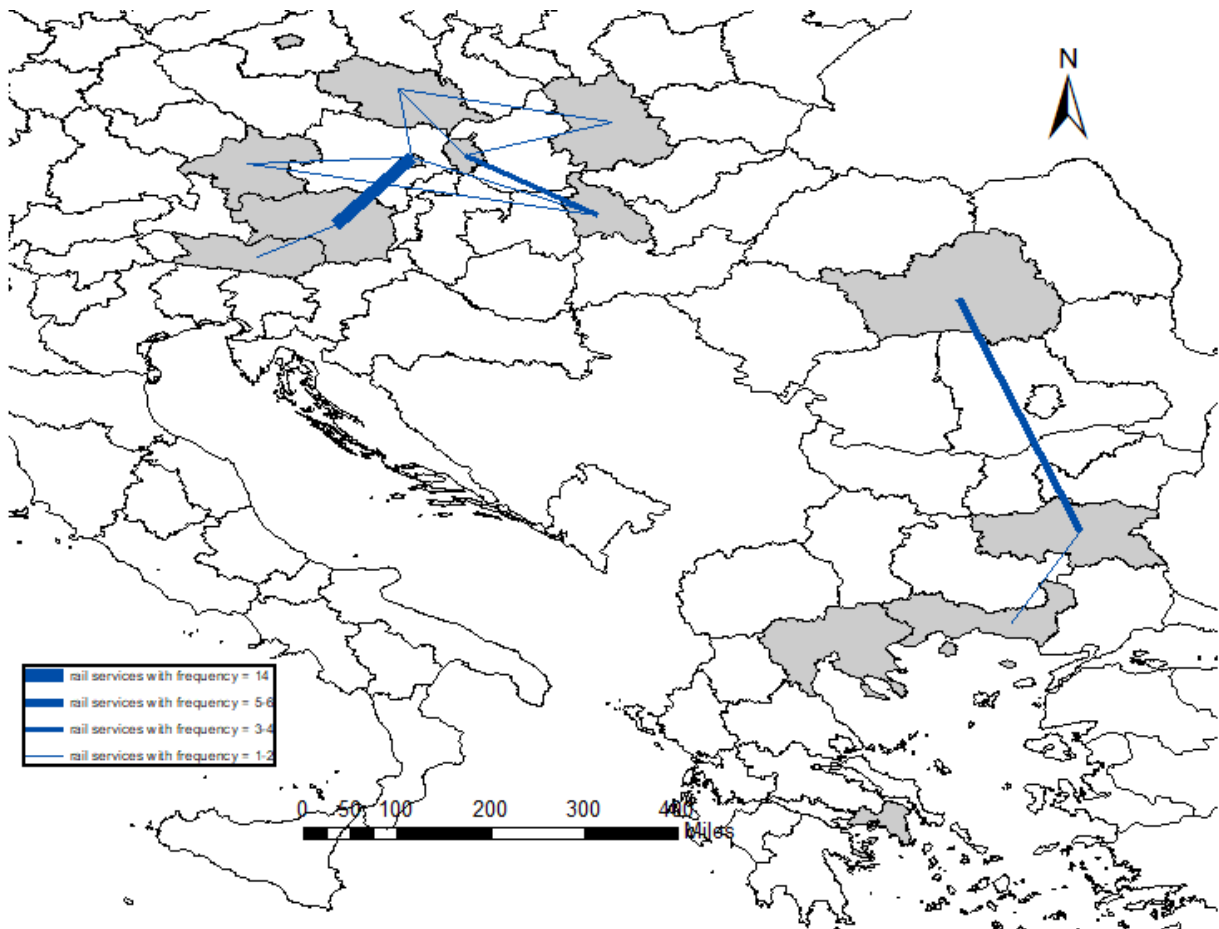 N
rail services with frequency = 14
rail services with frequency = 5-6
rail services with frequency = 3-4
rail services with frequency = 1-2
0 50 100 200 300 400
Miles